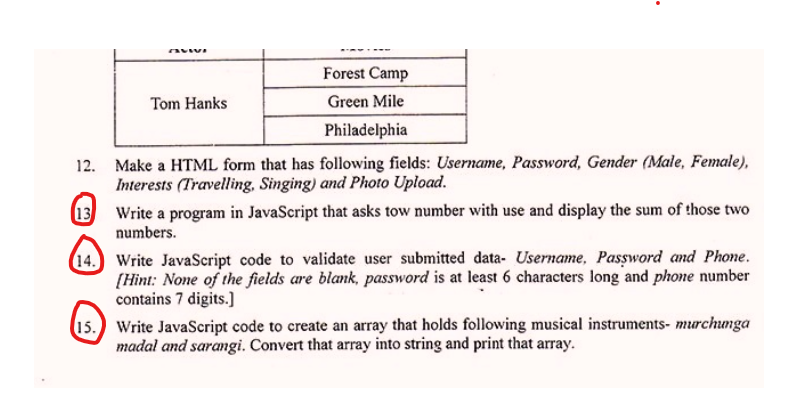 Forest Camp
Tom Hanks Green Mile
Philadelphia
12. Make a HTML form that has following fields: Username, Password, Gender (Male, Female),
Interests (Travelling, Singing) and Photo Upload.
13 Write a program in JavaScript that asks tow number with use and display the sum of those two
numbers.
14. Write JavaScript code to validate user submitted data- Username, Password and Phone.
[Hint: None of the fields are blank, password is at least 6 characters long and phone number
contains 7 digits.]
15. Write JavaScript code to create an array that holds following musical instruments- murchunga
madal and sarangi. Convert that array into string and print that array.